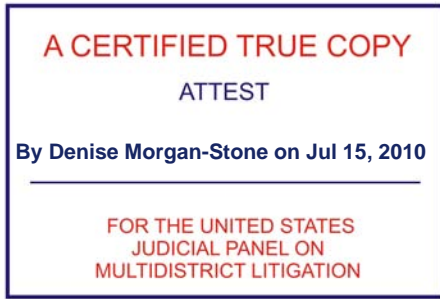 A CERTIFIED TRUE COPY
ATTEST
By Denise Morgan-Stone on Jul 15, 2010
FOR THE UNITED STATES
JUDICIAL PANEL ON
MULTIDISTRICT LITIGATION